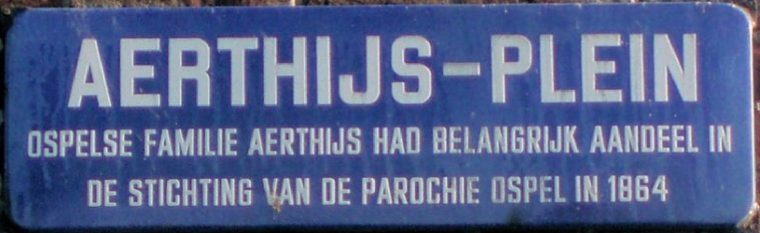 AERTHIJS-PLEIN
OSPELSE FAMILIE AERTHIJS HAD BELANGRIJK AANDEEL IN
DE STICHTING VAN DE PAROCHIE OSPEL IN 1864